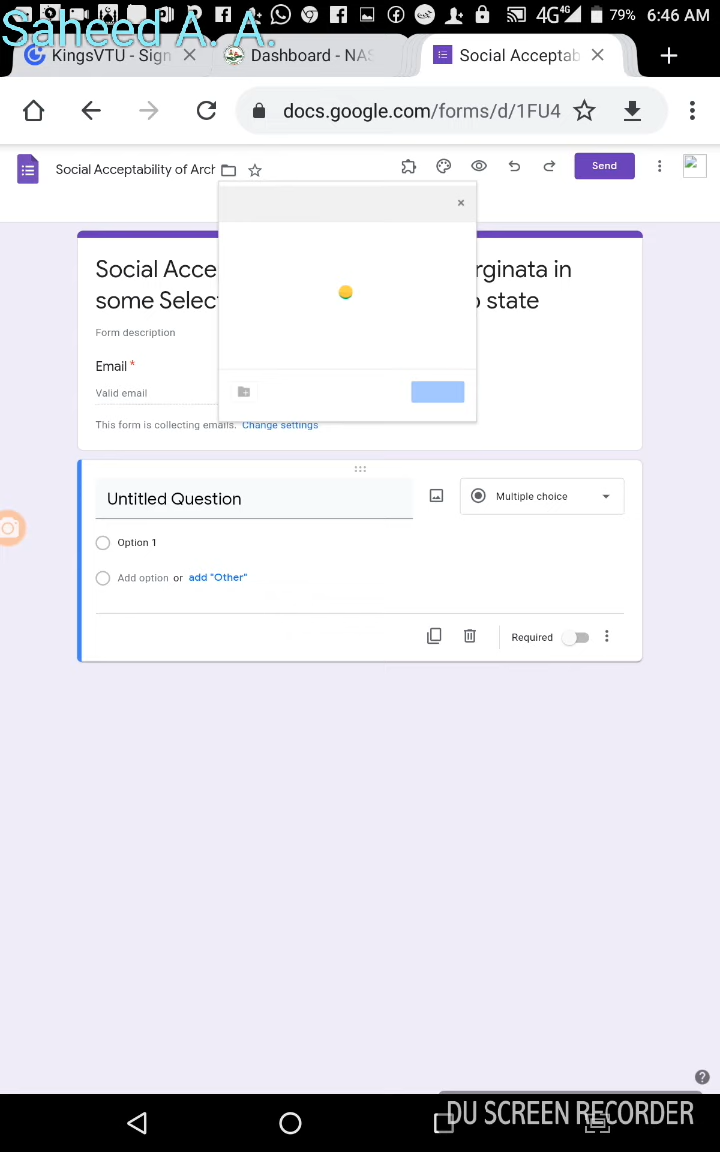 Saheed A. A.
4G 4G 79% 6:46 AM
KingsVTU - Sign
Dashboard - NAS
Social Acceptab
docs.google.com/forms/d/1FU4
Social Acceptability of Arch
Send
Social Acce rginata in
some Selec state
Form description
Email *
Valid email
This form is collecting emails. Change settings
Untitled Question
Multiple choice
Option 1
Add option or add "Other"
Required
DU SCREEN RECORDER